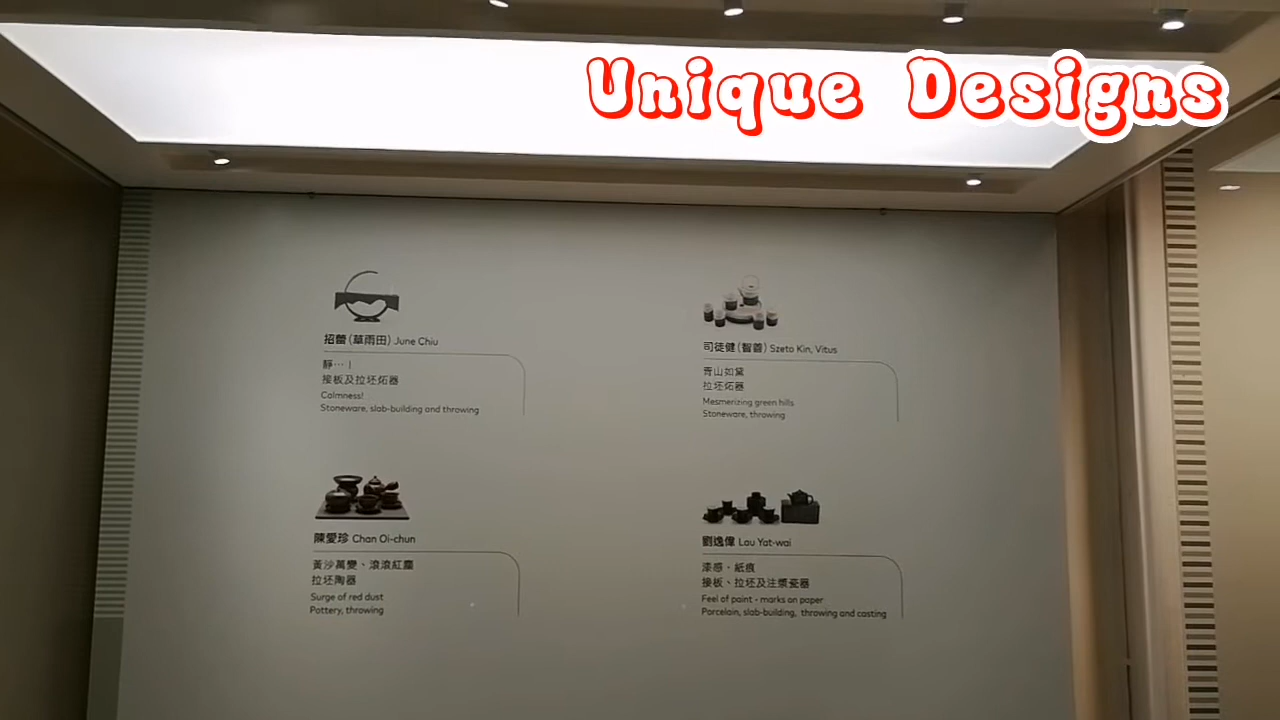 Unique Designs
招蕾(草雨田) June Chiu
靜…！
接板及拉坯炻器
Calmness!
Stoneware, slab-building and throwing
司徒健(智善) Szeto Kin, Vitus
青山如黛
拉坯炻器
Mesmerizing green hills
Stoneware, throwing
陳愛珍 Chan Oi-chun
黃沙萬變、滾滾紅塵
拉坯陶器
Surge of red dust
Pottery, throwing
劉逸偉 Lau Yat-wai
漆感・紙痕
接板、拉坯及注漿瓷器
Feel of paint - marks on paper
Porcelain, slab-building, throwing and casting